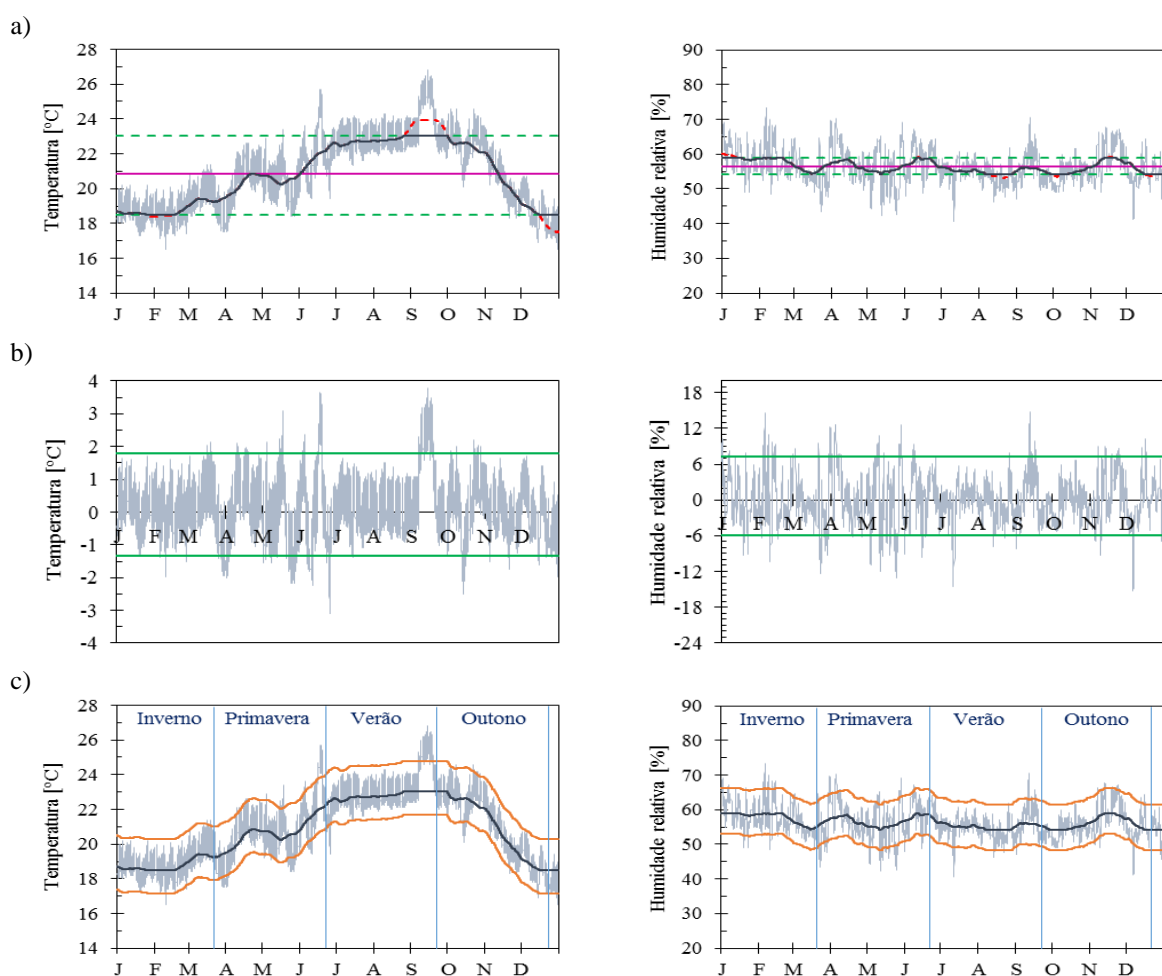 a)
Temperatura [°C]
28
26
24
22
20
18
16
14
J F M A M J J A S O N D
Humidade relativa [%]
90
80
70
60
50
40
30
20
J F M A M J J A S O N D
b)
Temperatura [°C]
4
3
2
1
0
-1
-2
-3
-4
J F M A M J J A S O N D
Humidade relativa [%]
18
12
6
0
-6
-12
-18
-24
J F M A M J J A S O N D
c)
Temperatura [°C]
28
26
24
22
20
18
16
14
Inverno Primavera Verão Outono
J F M A M J J A S O N D
Humidade relativa [%]
90
80
70
60
50
40
30
20
Inverno Primavera Verão Outono
J F M A M J J A S O N D